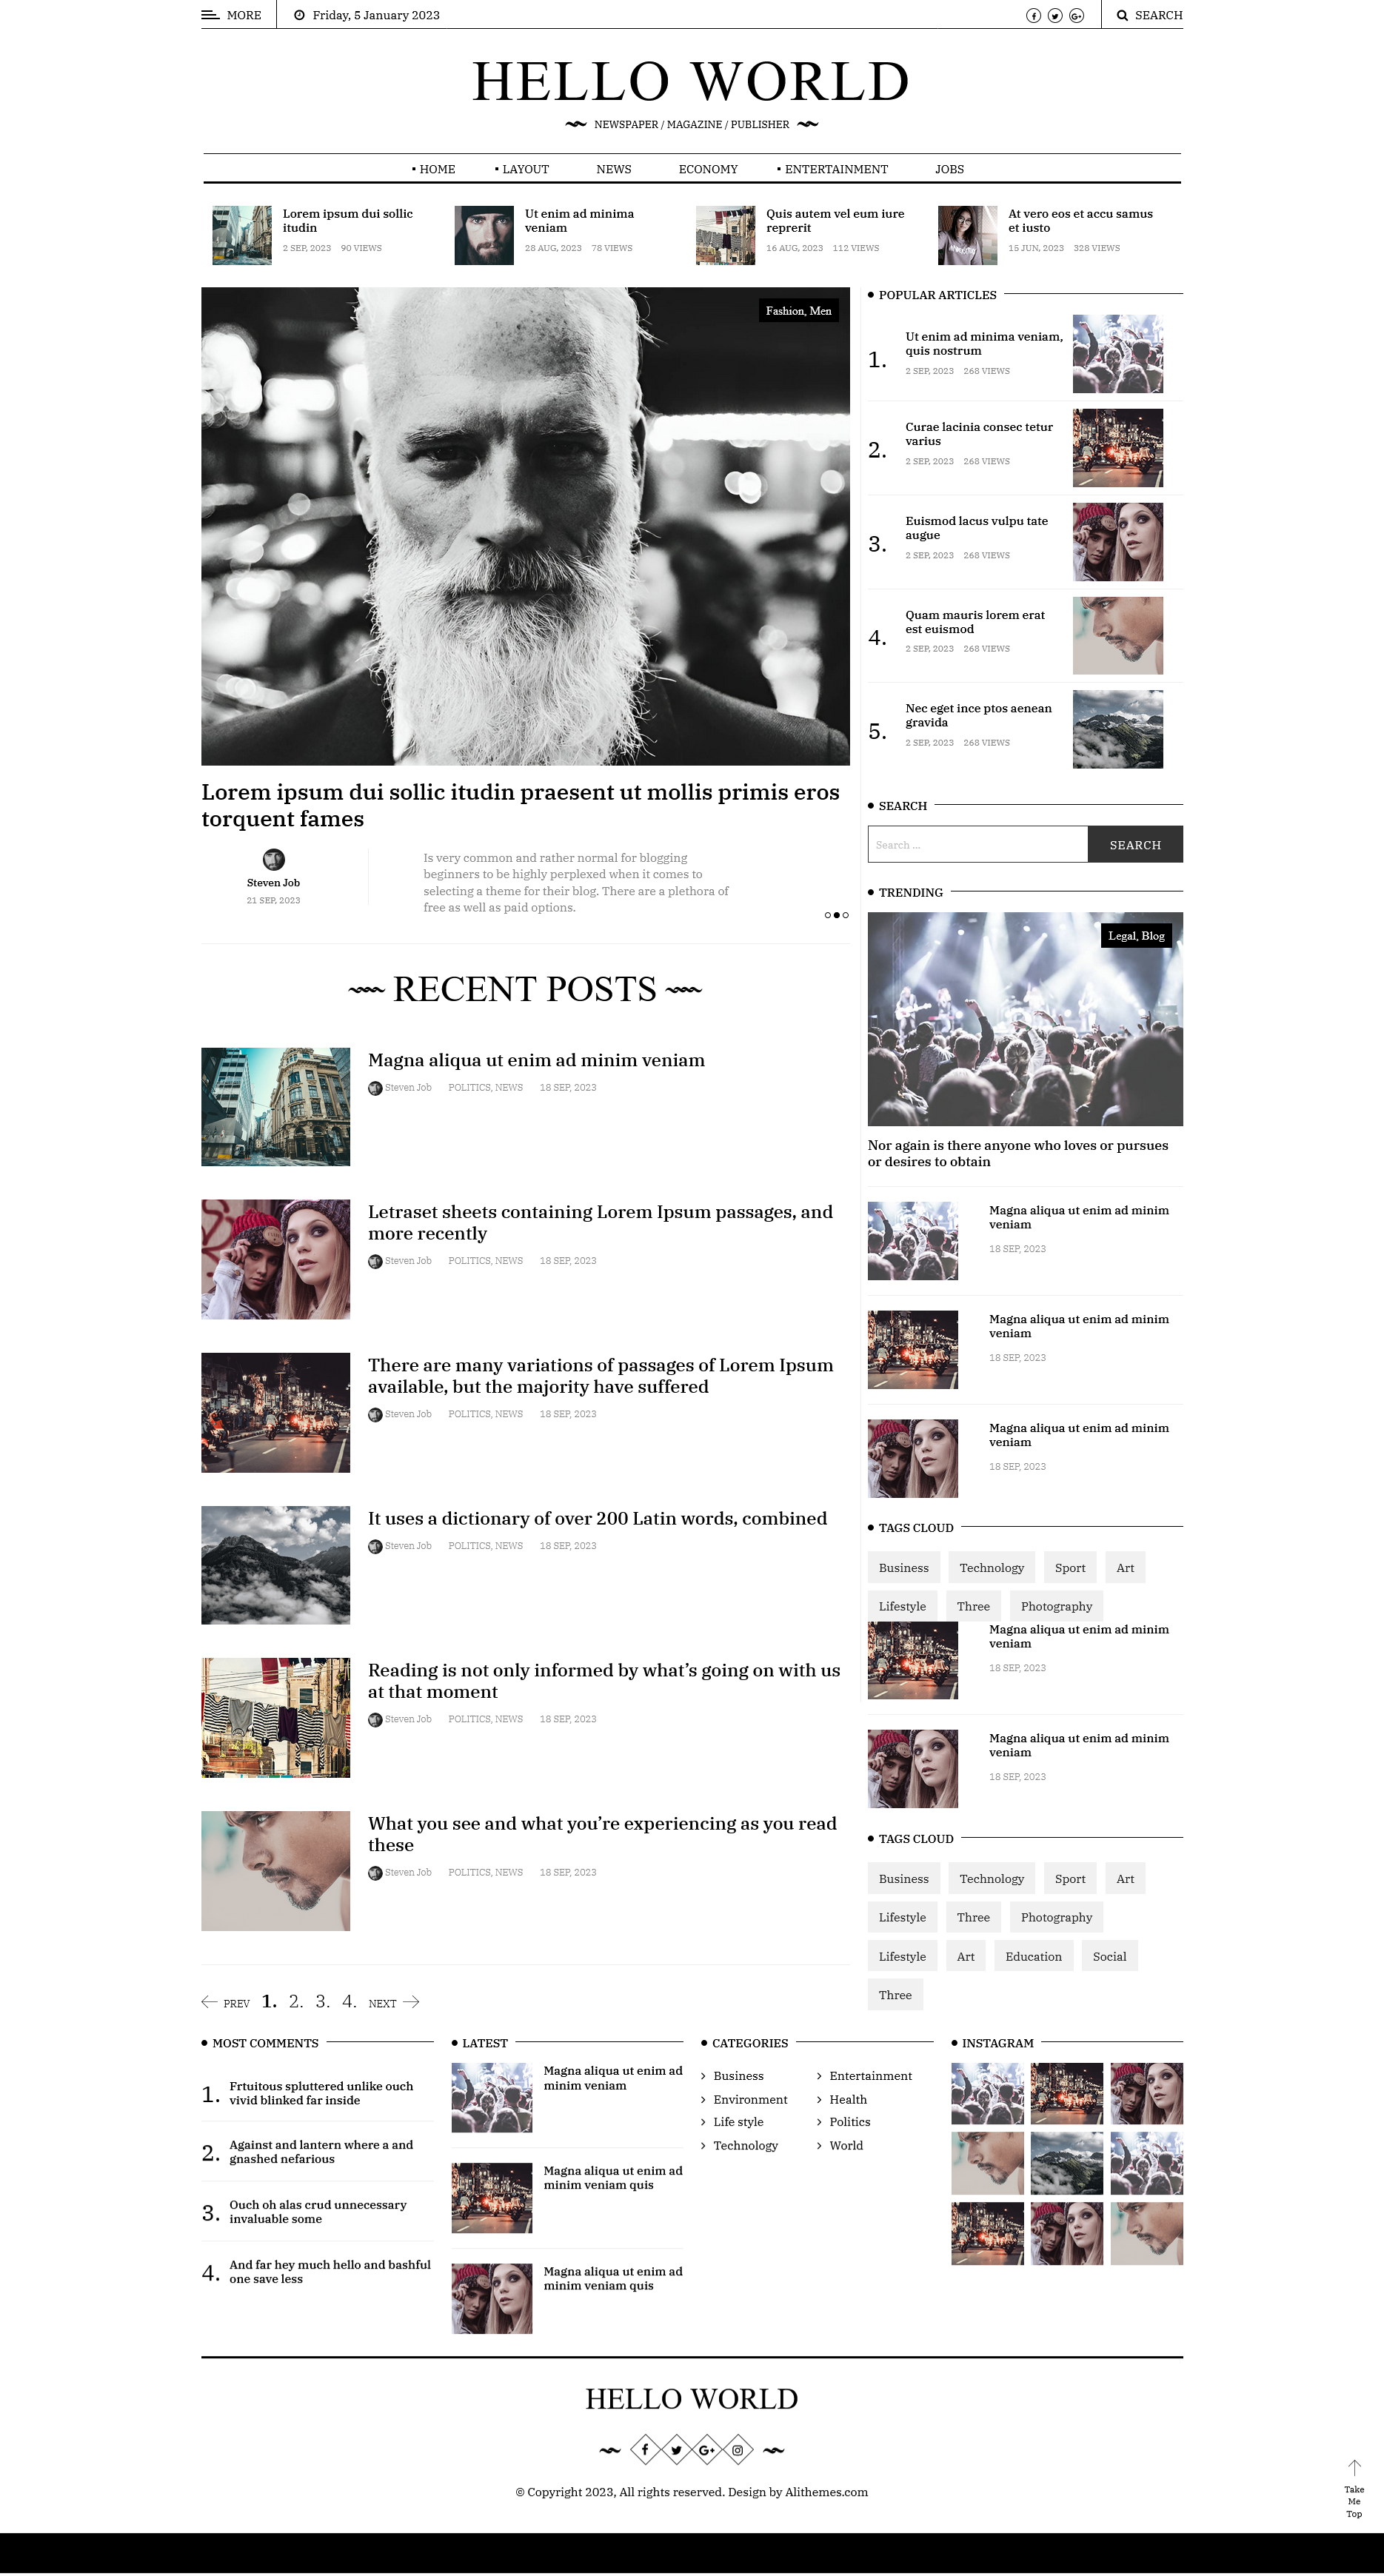 MORE
Friday, 5 January 2023
SEARCH
HELLO WORLD
NEWSPAPER / MAGAZINE / PUBLISHER
HOME
LAYOUT
NEWS
ECONOMY
ENTERTAINMENT
JOBS
Lorem ipsum dui sollic
itudin
2 SEP, 2023 90 VIEWS
Ut enim ad minima
veniam
28 AUG, 2023 78 VIEWS
Quis autem vel eum iure
reprerit
16 AUG, 2023 112 VIEWS
At vero eos et accu samus
et iusto
15 JUN, 2023 328 VIEWS
Fashion, Men
Lorem ipsum dui sollic itudin praesent ut mollis primis eros
torquent fames
Steven Job
21 SEP, 2023
Is very common and rather normal for blogging
beginners to be highly perplexed when it comes to
selecting a theme for their blog. There are a plethora of
free as well as paid options.
RECENT POSTS
Magna aliqua ut enim ad minim veniam
Steven Job POLITICS, NEWS 18 SEP, 2023
Letraset sheets containing Lorem Ipsum passages, and
more recently
Steven Job POLITICS, NEWS 18 SEP, 2023
There are many variations of passages of Lorem Ipsum
available, but the majority have suffered
Steven Job POLITICS, NEWS 18 SEP, 2023
It uses a dictionary of over 200 Latin words, combined
Steven Job POLITICS, NEWS 18 SEP, 2023
Reading is not only informed by what’s going on with us
at that moment
Steven Job POLITICS, NEWS 18 SEP, 2023
What you see and what you’re experiencing as you read
these
Steven Job POLITICS, NEWS 18 SEP, 2023
PREV 1. 2. 3. 4. NEXT
POPULAR ARTICLES
1.
Ut enim ad minima veniam,
quis nostrum
2 SEP, 2023 268 VIEWS
2.
Curae lacinia consec tetur
varius
2 SEP, 2023 268 VIEWS
3.
Euismod lacus vulpu tate
augue
2 SEP, 2023 268 VIEWS
4.
Quam mauris lorem erat
est euismod
2 SEP, 2023 268 VIEWS
5.
Nec eget ince ptos aenean
gravida
2 SEP, 2023 268 VIEWS
SEARCH
Search ...
SEARCH
TRENDING
Legal, Blog
Nor again is there anyone who loves or pursues
or desires to obtain
Magna aliqua ut enim ad minim
veniam
18 SEP, 2023
Magna aliqua ut enim ad minim
veniam
18 SEP, 2023
Magna aliqua ut enim ad minim
veniam
18 SEP, 2023
TAGS CLOUD
Business Technology Sport Art
Lifestyle Three Photography
Magna aliqua ut enim ad minim
veniam
18 SEP, 2023
Magna aliqua ut enim ad minim
veniam
18 SEP, 2023
TAGS CLOUD
Business Technology Sport Art
Lifestyle Three Photography
Lifestyle Art Education Social
Three
MOST COMMENTS
1.
Frtuitous spluttered unlike ouch
vivid blinked far inside
2.
Against and lantern where a and
gnashed nefarious
3.
Ouch oh alas crud unnecessary
invaluable some
4.
And far hey much hello and bashful
one save less
LATEST
Magna aliqua ut enim ad
minim veniam
Magna aliqua ut enim ad
minim veniam quis
Magna aliqua ut enim ad
minim veniam quis
CATEGORIES
Business Entertainment
Environment Health
Life style Politics
Technology World
INSTAGRAM
HELLO WORLD
© Copyright 2023, All rights reserved. Design by Alithemes.com
Take
Me
Top